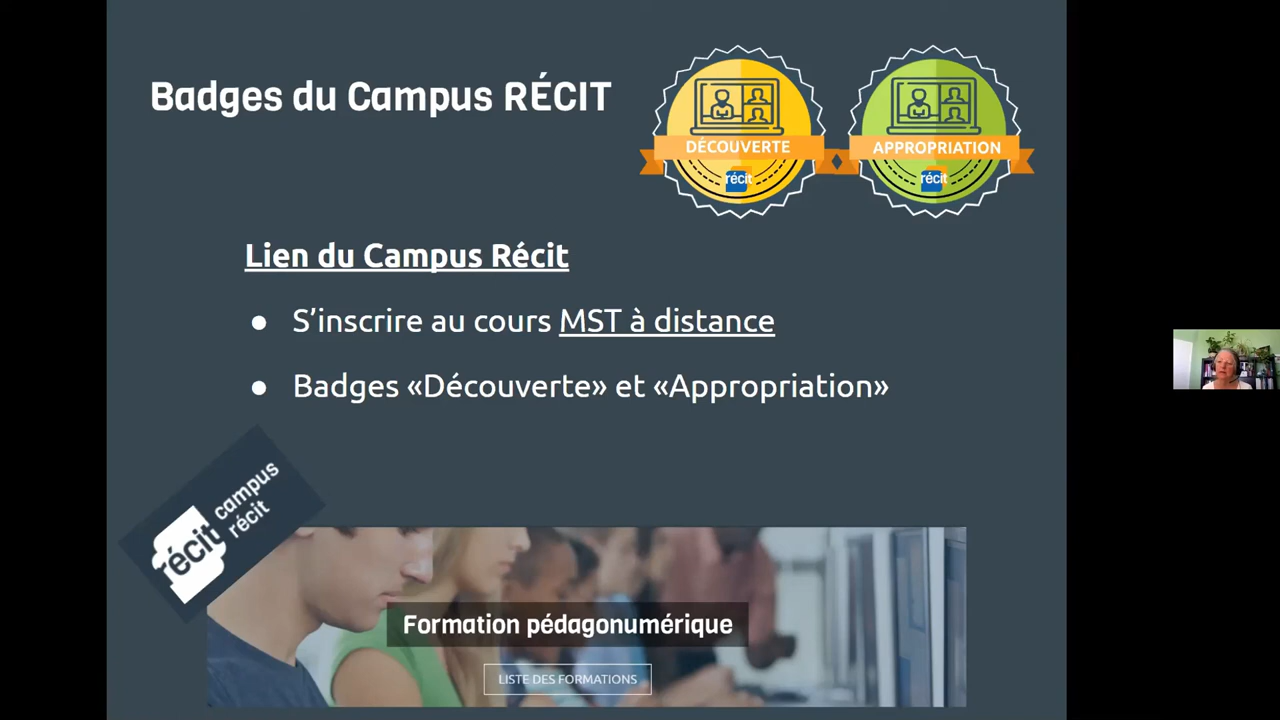 Badges du Campus RÉCIT
DÉCOUVERTE
récit
APPROPRIATION
récit
Lien du Campus Récit
● S’inscrire au cours MST à distance
● Badges «Découverte» et «Appropriation»
récit
campus
récit
Formation pédagonumérique
LISTE DES FORMATIONS